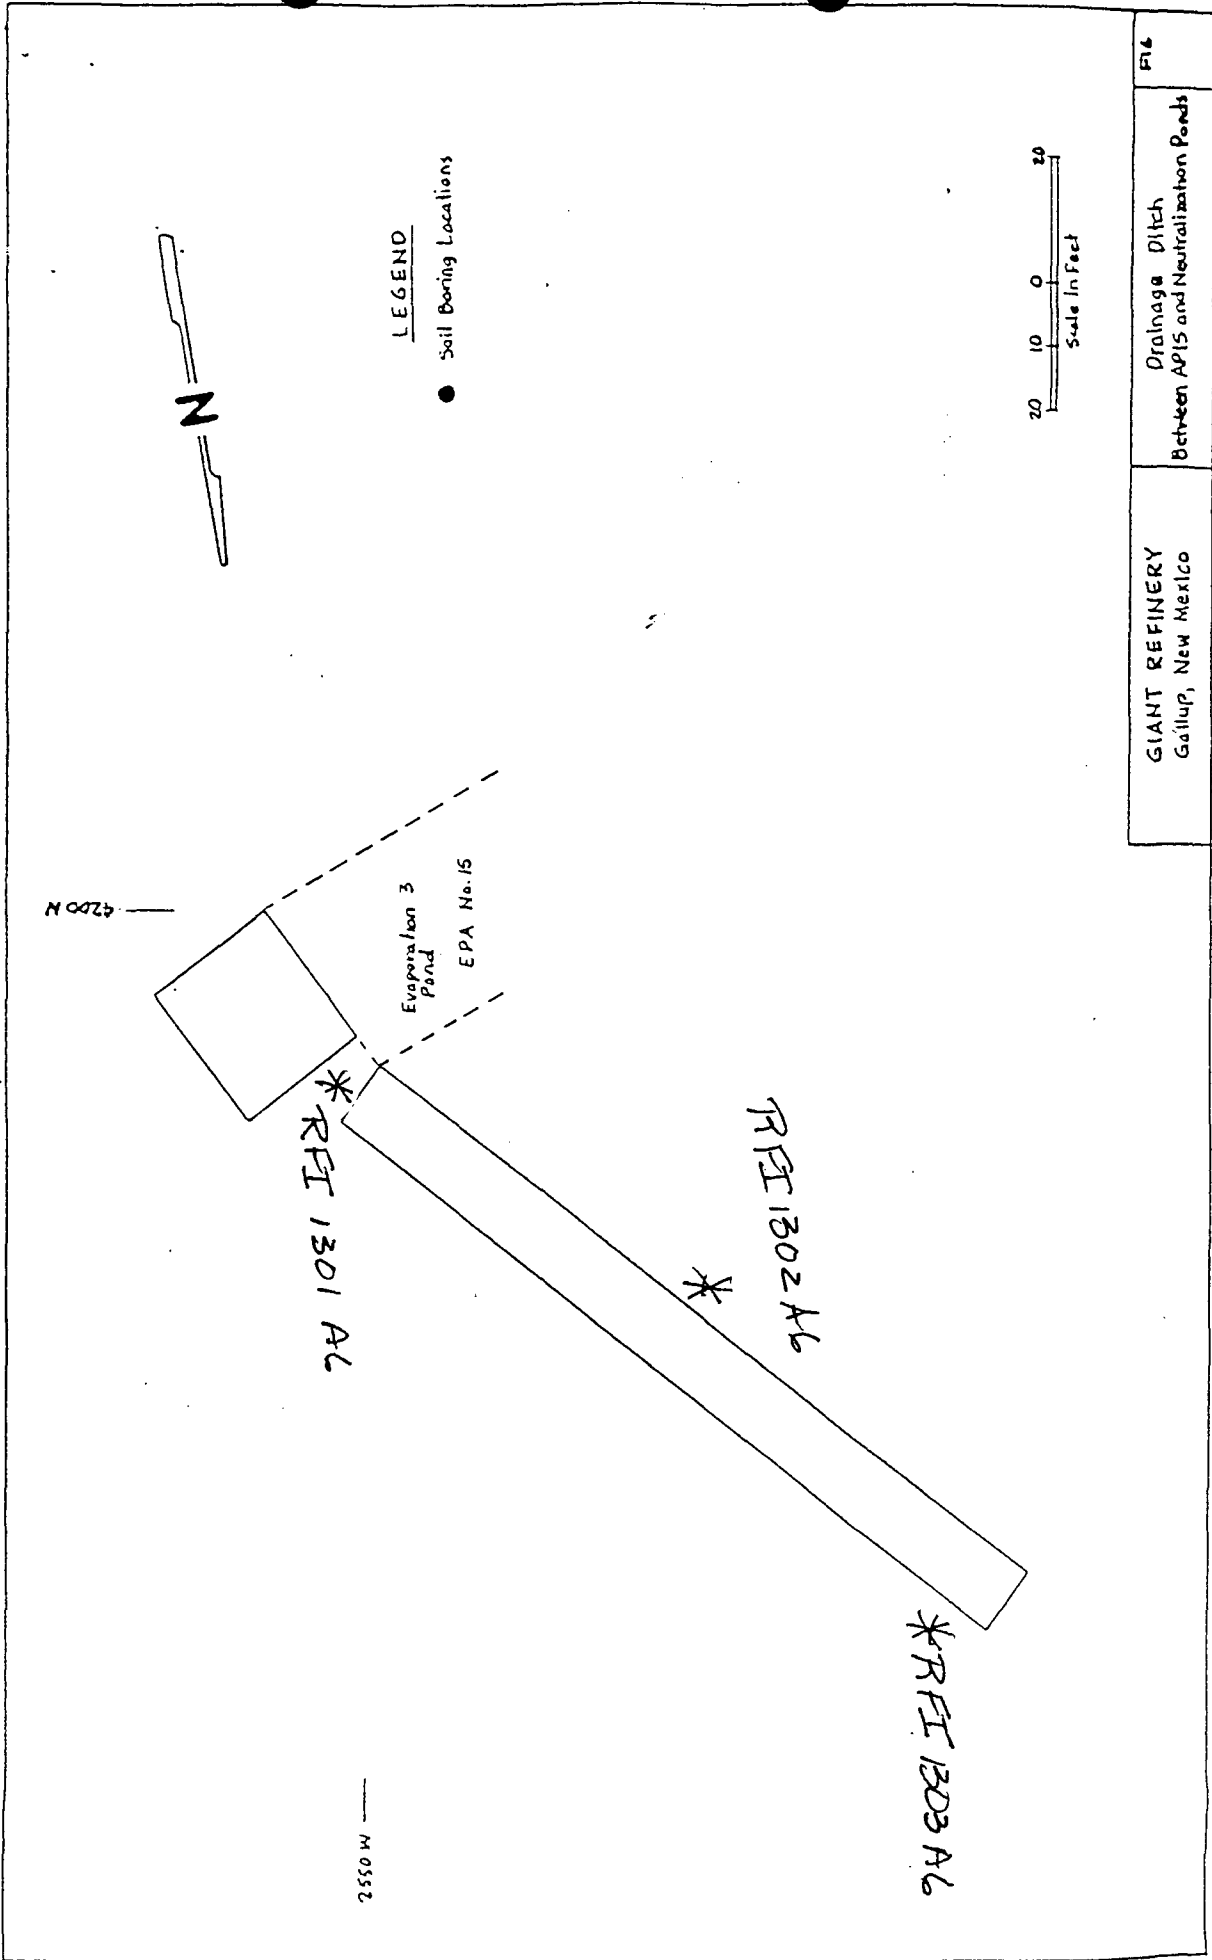 LEGEND
● Soil Boring Locations
4200 N
Evaporation 3
Pond
EPA No. 15
N
RFI 1301 A6
RFI 1302 A6
RFI 1303 A6
2550 W
20 10 0 20
Scale In Feet
GIANT REFINERY
Gallup, New Mexico
Drainage Ditch
Between APIS and Neutralization Ponds